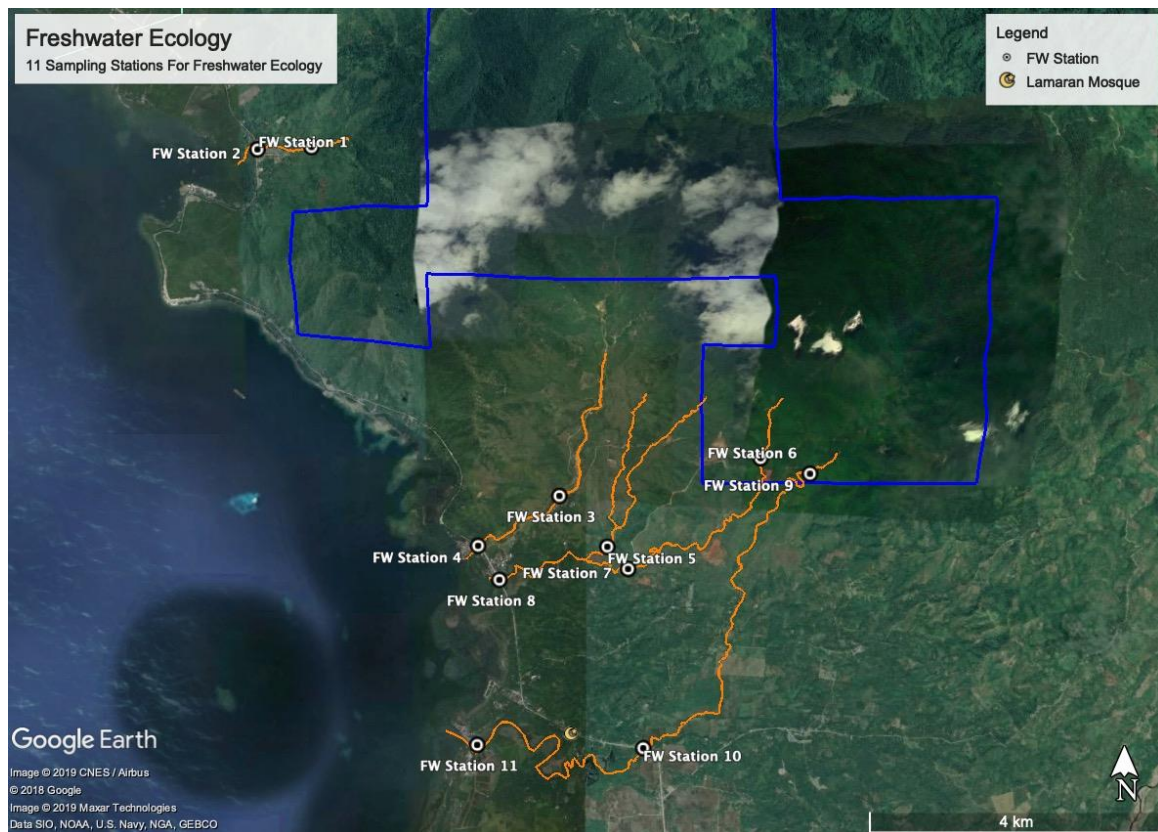 Freshwater Ecology
11 Sampling Stations For Freshwater Ecology
Legend
FW Station
Lamaran Mosque
FW Station 1
FW Station 2
FW Station 6
FW Station 9
FW Station 3
FW Station 4
FW Station 5
FW Station 7
FW Station 8
FW Station 10
FW Station 11
Google Earth
Image © 2019 CNES / Airbus
© 2018 Google
Image © 2019 Maxar Technologies
Data SIO, NOAA, U.S. Navy, NGA, GEBCO
N
4 km